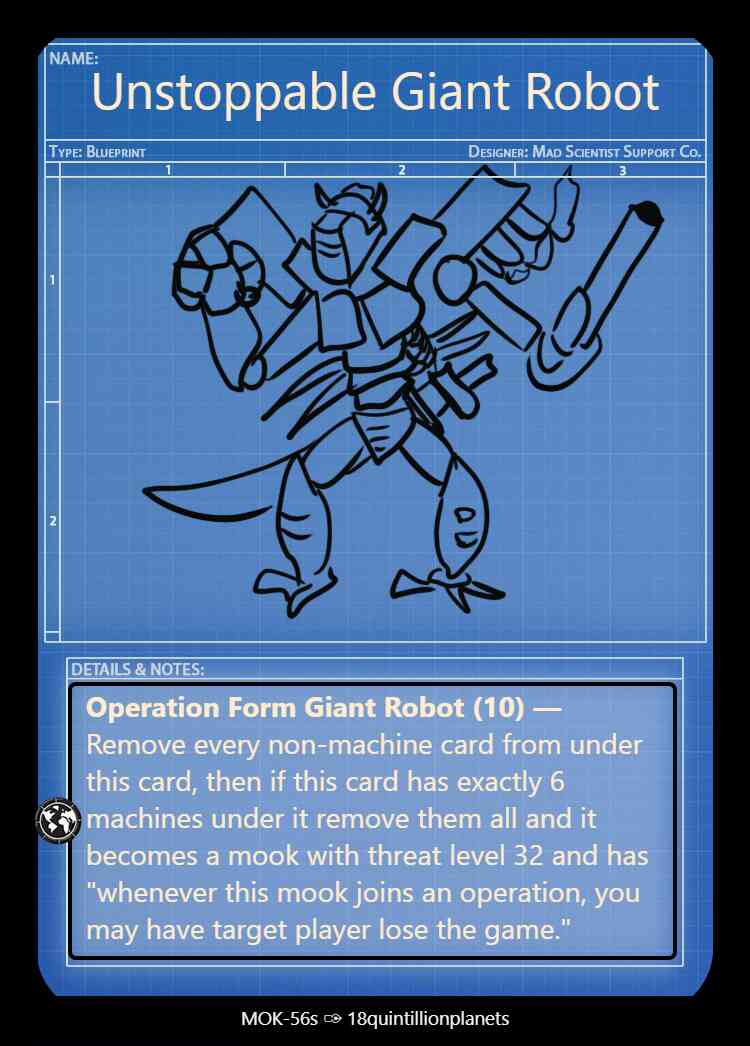 NAME:
Unstoppable Giant Robot
Type: Blueprint Designer: Mad Scientist Support Co.
1 2 3
1
2
DETAILS & NOTES:
Operation Form Giant Robot (10) —
Remove every non-machine card from under
this card, then if this card has exactly 6
machines under it remove them all and it
becomes a mook with threat level 32 and has
"whenever this mook joins an operation, you
may have target player lose the game."
MOK-56s ✑ 18quintillionplanets